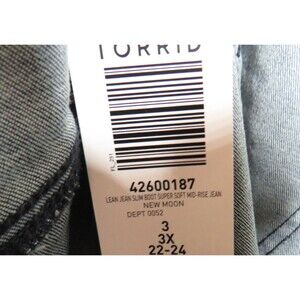 TORRID
42600187
LEAN JEAN SLIM BOOT SUPER SOFT MID-RISE JEAN
NEW MOON
DEPT 0052
3
3X
22-24